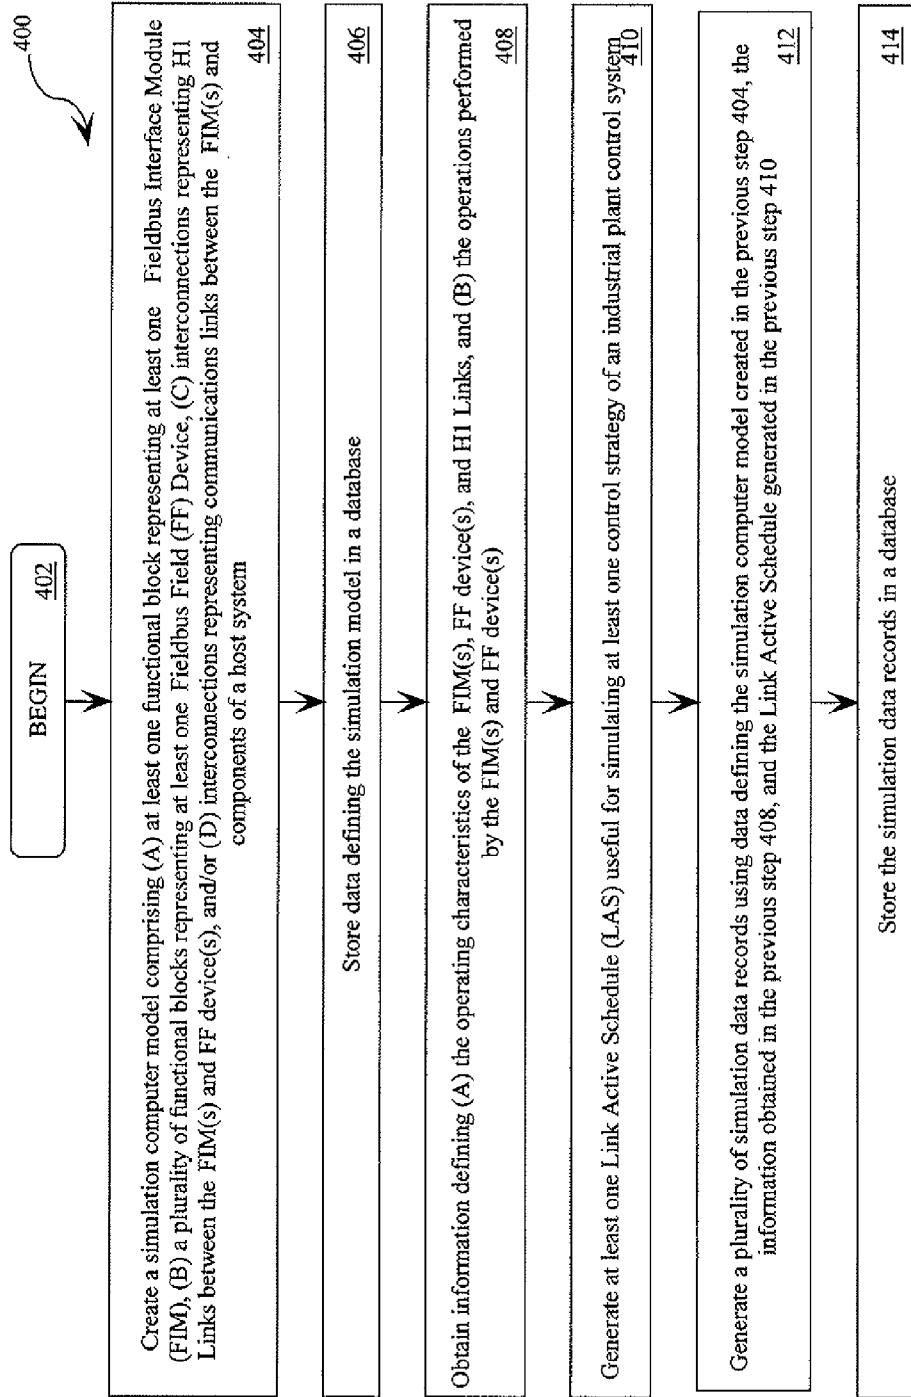 400
BEGIN
402
Create a simulation computer model comprising (A) at least one functional block representing at least one Fieldbus Interface Module
(FIM), (B) a plurality of functional blocks representing at least one Fieldbus Field (FF) Device, (C) interconnections representing H1
Links between the FIM(s) and FF device(s), and/or (D) interconnections representing communications links between the FIM(s) and
components of a host system
404
Store data defining the simulation model in a database
406
Obtain information defining (A) the operating characteristics of the FIM(s), FF device(s), and H1 Links, and (B) the operations performed
by the FIM(s) and FF device(s)
408
Generate at least one Link Active Schedule (LAS) useful for simulating at least one control strategy of an industrial plant control system
410
Generate a plurality of simulation data records using data defining the simulation computer model created in the previous step 404, the
information obtained in the previous step 408, and the Link Active Schedule generated in the previous step 410
412
Store the simulation data records in a database
414